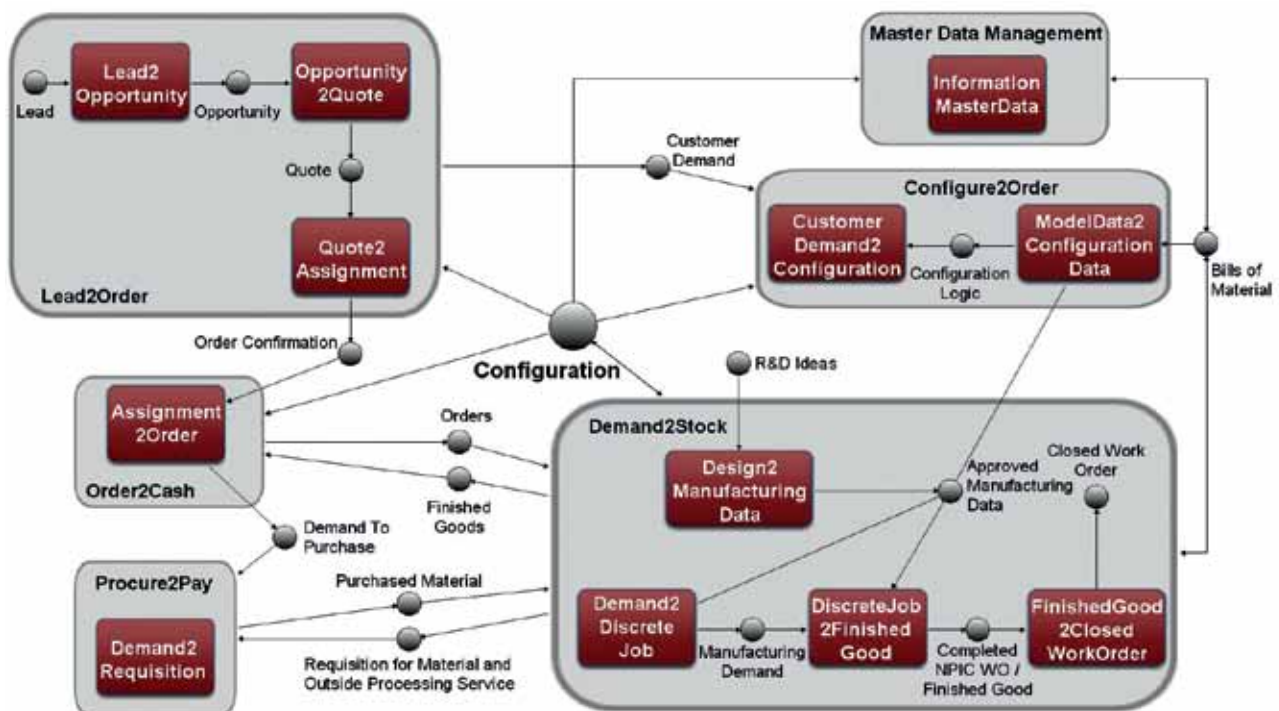 Lead2
Opportunity
Opportunity
2Quote
Lead
Opportunity
Quote
Quote2
Assignment
Lead2Order
Order Confirmation
Master Data Management
Information
MasterData
Customer
Demand
Configure2Order
Customer
Demand2
Configuration
ModelData2
Configuration
Data
Configuration
Logic
Bills of
Material
Configuration
R&D Ideas
Assignment
2Order
Order2Cash
Orders
Finished
Goods
Demand To
Purchase
Procure2Pay
Demand2
Requisition
Purchased Material
Requisition for Material and
Outside Processing Service
Demand2Stock
Design2
Manufacturing
Data
Approved
Manufacturing
Data
Closed Work
Order
Demand2
Discrete
Job
Manufacturing
Demand
DiscreteJob
2Finished
Good
Completed
NPIC WO /
Finished Good
FinishedGood
2Closed
WorkOrder